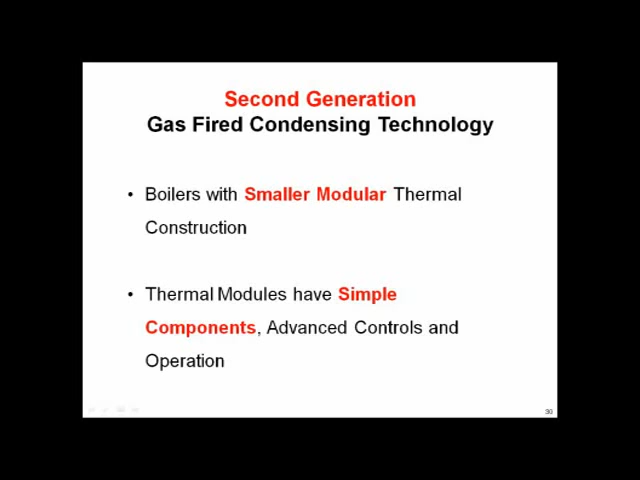 Second Generation
Gas Fired Condensing Technology
• Boilers with Smaller Modular Thermal
Construction
• Thermal Modules have Simple
Components, Advanced Controls and
Operation
30